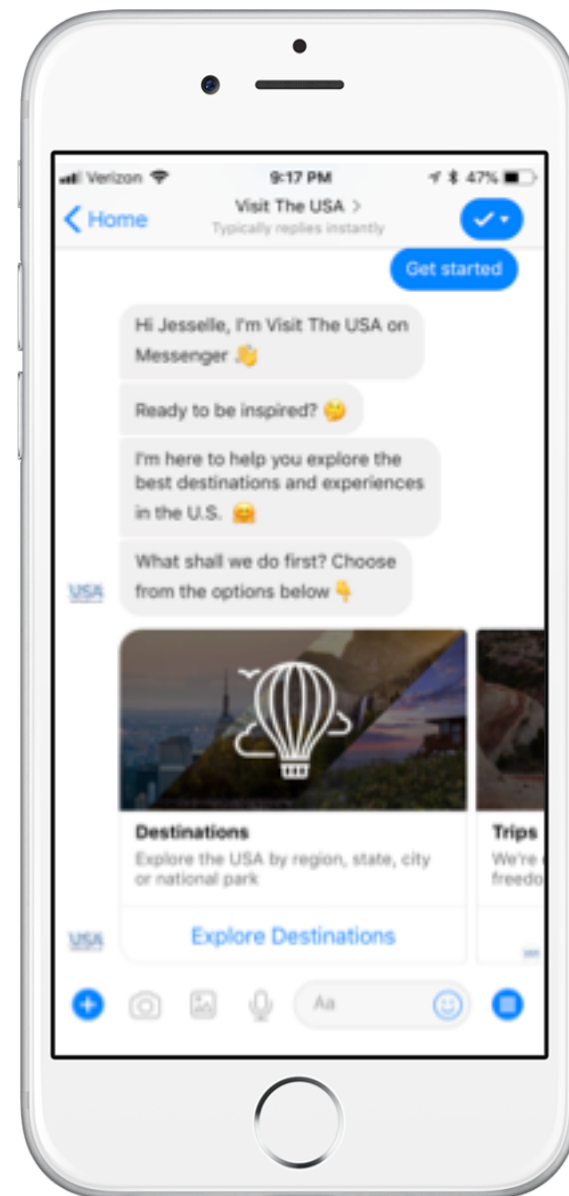 Verizon
9:17 PM
47%
Home
Visit The USA >
Typically replies instantly
Get started
Hi Jesselle, I'm Visit The USA on
Messenger 👋
Ready to be inspired? 🤔
I'm here to help you explore the
best destinations and experiences
in the U.S. 🤗
What shall we do first? Choose
from the options below 👇
USA
Destinations
Explore the USA by region, state, city
or national park
Explore Destinations
Trips
We're
freedo
USA
Aa